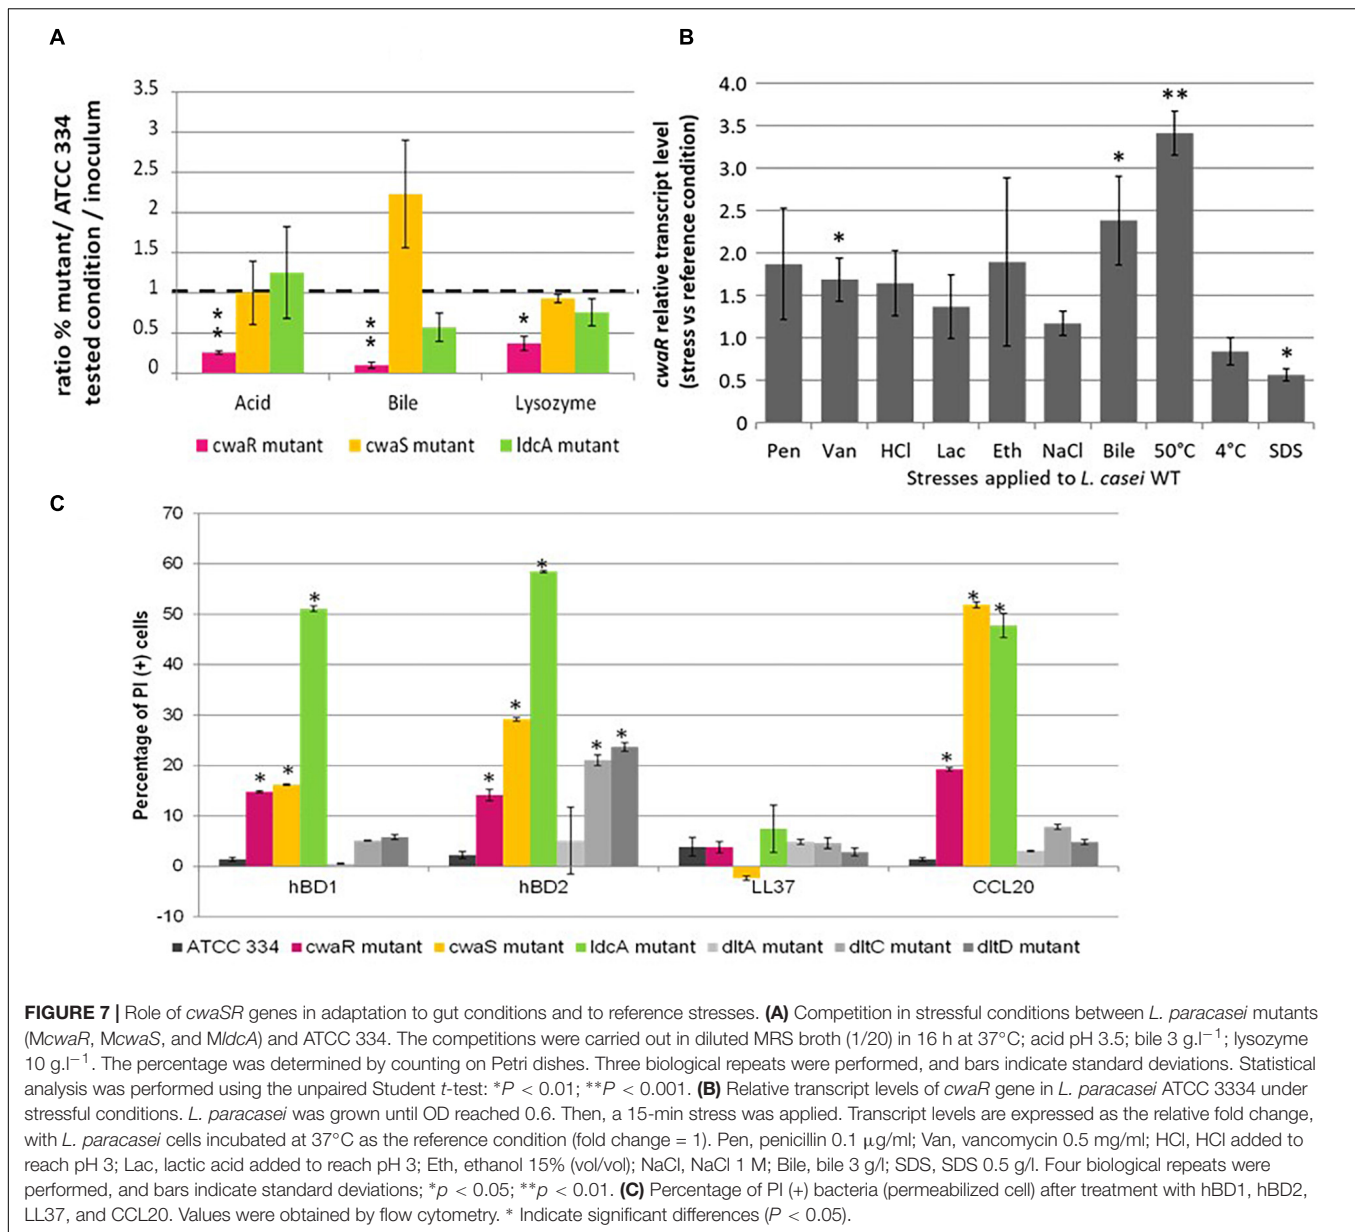 A
ratio % mutant/ ATCC 334
tested condition / inoculum
3.5
3
2.5
2
1.5
1
0.5
0
**
**
*
Acid Bile Lysozyme
cwaR mutant cwaS mutant ldcA mutant
B
cwaR relative transcript level
(stress vs reference condition)
4.0
3.5
3.0
2.5
2.0
1.5
1.0
0.5
0
*
*
**
*
Pen Van HCl Lac Eth NaCl Bile 50°C 4°C SDS
Stresses applied to L. casei WT
C
Percentage of PI (+) cells
70
60
50
40
30
20
10
0
-10
* * *
* * * * *
* * *
hBD1 hBD2 LL37 CCL20
ATCC 334 cwaR mutant cwaS mutant ldcA mutant dltA mutant dltC mutant dltD mutant
FIGURE 7 | Role of cwaSR genes in adaptation to gut conditions and to reference stresses. (A) Competition in stressful conditions between L. paracasei mutants
(McwaR, McwaS, and MldcA) and ATCC 334. The competitions were carried out in diluted MRS broth (1/20) in 16 h at 37°C; acid pH 3.5; bile 3 g.l−1; lysozyme
10 g.l−1. The percentage was determined by counting on Petri dishes. Three biological repeats were performed, and bars indicate standard deviations. Statistical
analysis was performed using the unpaired Student t-test: *P < 0.01; **P < 0.001. (B) Relative transcript levels of cwaR gene in L. paracasei ATCC 3334 under
stressful conditions. L. paracasei was grown until OD reached 0.6. Then, a 15-min stress was applied. Transcript levels are expressed as the relative fold change,
with L. paracasei cells incubated at 37°C as the reference condition (fold change = 1). Pen, penicillin 0.1 μg/ml; Van, vancomycin 0.5 mg/ml; HCl, HCl added to
reach pH 3; Lac, lactic acid added to reach pH 3; Eth, ethanol 15% (vol/vol); NaCl, NaCl 1 M; Bile, bile 3 g/l; SDS, SDS 0.5 g/l. Four biological repeats were
performed, and bars indicate standard deviations; *p < 0.05; **p < 0.01. (C) Percentage of PI (+) bacteria (permeabilized cell) after treatment with hBD1, hBD2,
LL37, and CCL20. Values were obtained by flow cytometry. * Indicate significant differences (P < 0.05).